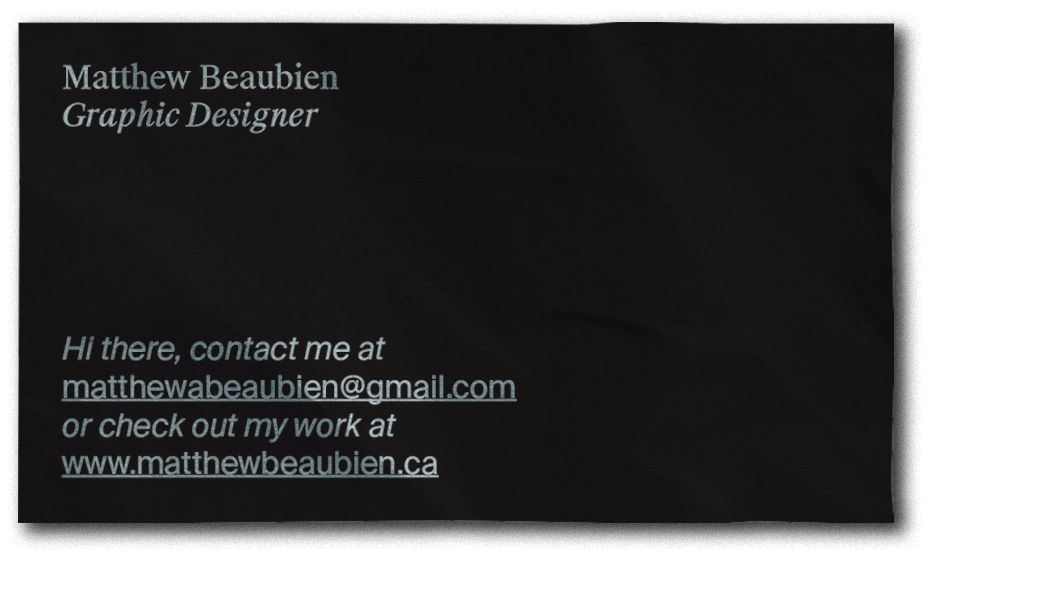 Matthew Beaubien
Graphic Designer
Hi there, contact me at
matthewabeaubien@gmail.com
or check out my work at
www.matthewbeaubien.ca